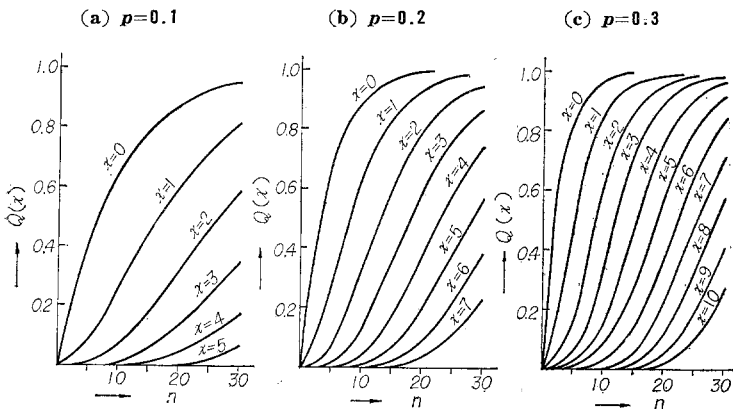 (a) p=0.1
(b) p=0.2
(c) p=0.3
1.0
0.8
0.6
0.4
0.2
Q(x)
x=0
x=1
x=2
x=3
x=4
x=5
10
20
30
n
1.0
0.8
0.6
0.4
0.2
Q(x)
x=0
x=1
x=2
x=3
x=4
x=5
x=6
x=7
10
20
30
n
1.0
0.8
0.6
0.4
0.2
Q(x)
x=0
x=1
x=2
x=3
x=4
x=5
x=6
x=7
x=8
x=9
x=10
0
10
20
30
n